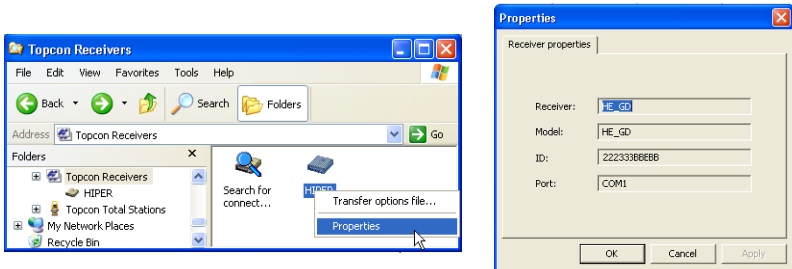 Topcon Receivers
File Edit View Favorites Tools Help
Back Search Folders
Address Topcon Receivers Go
Folders
Topcon Receivers
HIPER
Topcon Total Stations
My Network Places
Recycle Bin
Search for
connect...
HIPER
Transfer options file...
Properties
Properties
Receiver properties
Receiver: HE_GD
Model: HE_GD
ID: 222333BBEBB
Port: COM1
OK Cancel Apply